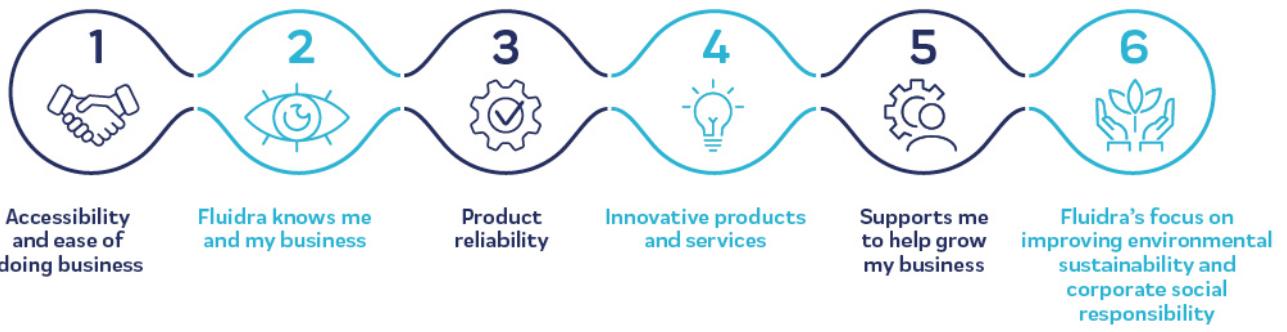 1
2
3
4
5
6
Accessibility
and ease of
doing business
Fluidra knows me
and my business
Product
reliability
Innovative products
and services
Supports me
to help grow
my business
Fluidra’s focus on
improving environmental
sustainability and
corporate social
responsibility